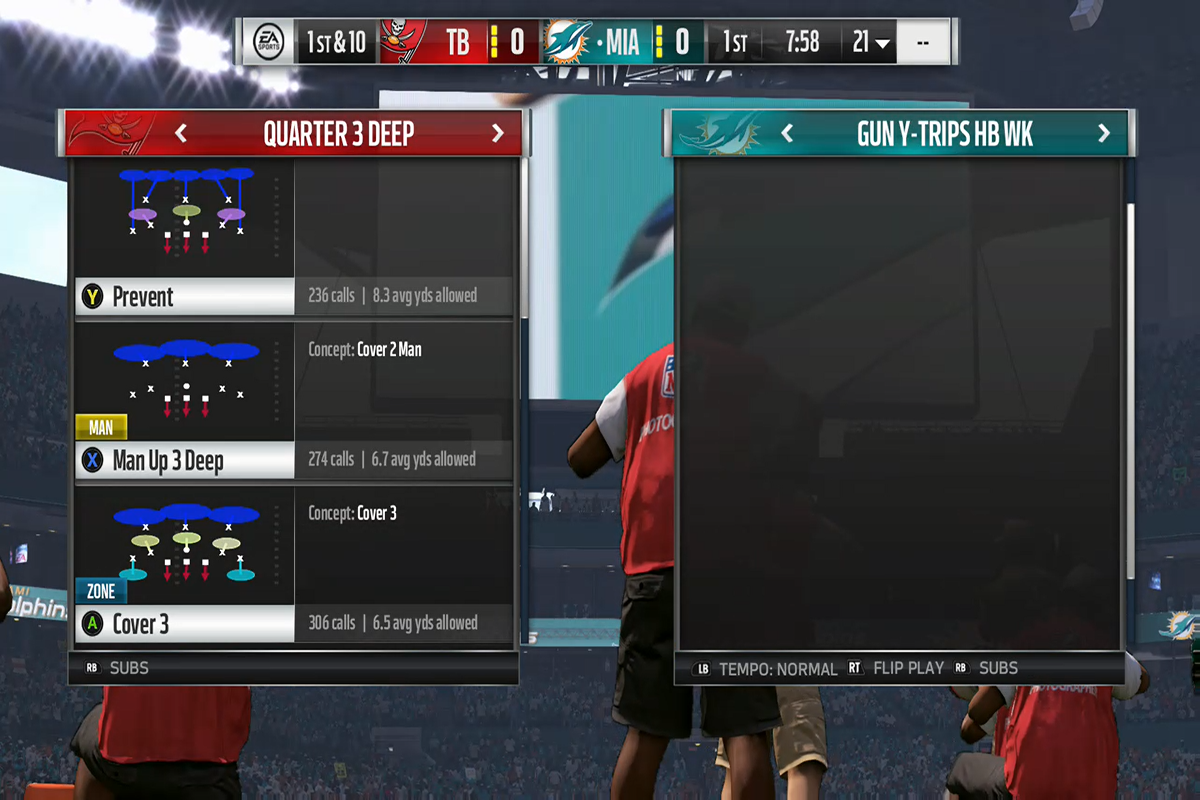 EA SPORTS
1ST & 10 TB 0 MIA 0 1ST 7:58 21 --
QUARTER 3 DEEP
Y Prevent
236 calls | 8.3 avg yds allowed
Concept: Cover 2 Man
MAN
X Man Up 3 Deep
274 calls | 6.7 avg yds allowed
Concept: Cover 3
ZONE
A Cover 3
306 calls | 6.5 avg yds allowed
RB SUBS
GUN Y-TRIPS HB WK
LB TEMPO: NORMAL RT FLIP PLAY RB SUBS